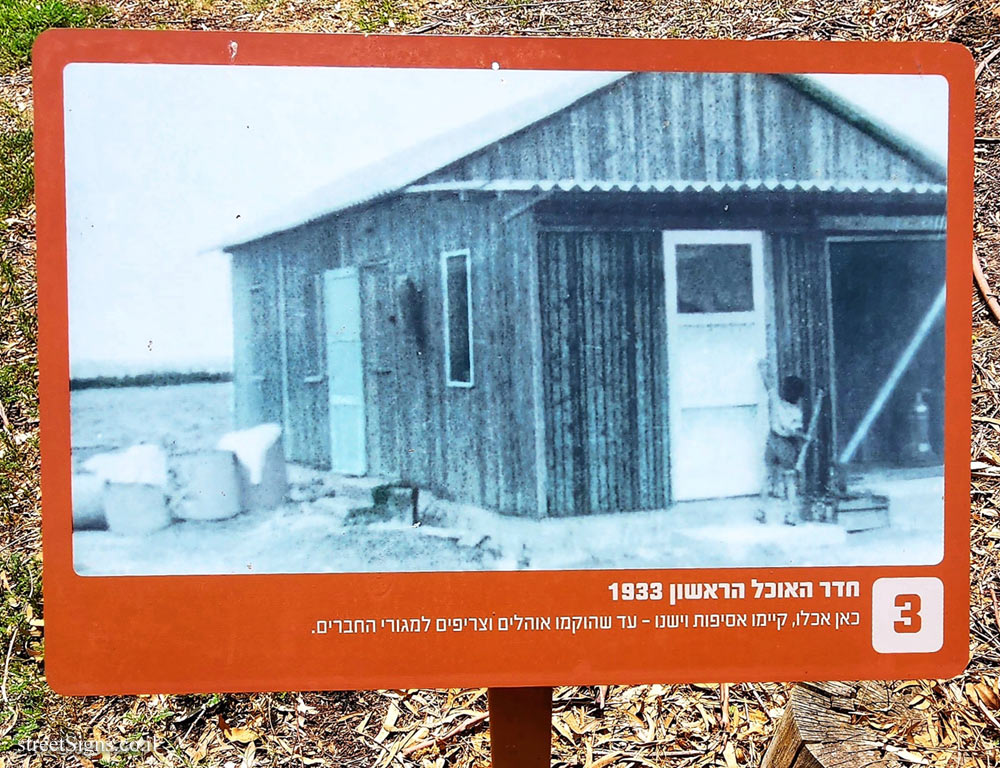 חדר האוכל הראשון 1933
כאן אכלו, קיימו אסיפות וישנו - עד שהוקמו אוהלים וצריפים למגורי החברים.
3
streetSigns.co.il